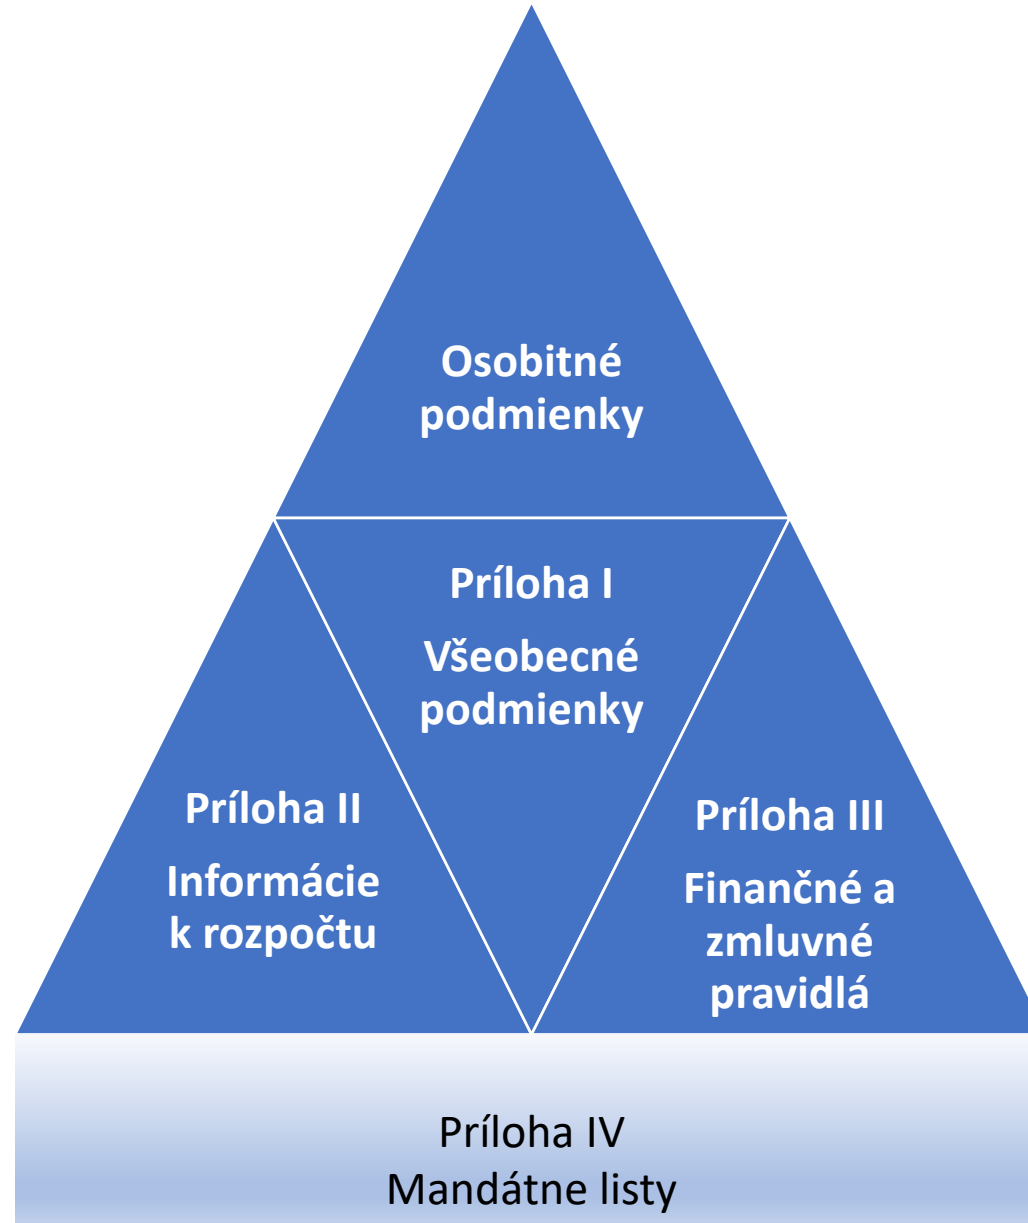 Osobitné
podmienky
Príloha I
Všeobecné
podmienky
Príloha II
Informácie
k rozpočtu
Príloha III
Finančné a
zmluvné
pravidlá
Príloha IV
Mandátne listy